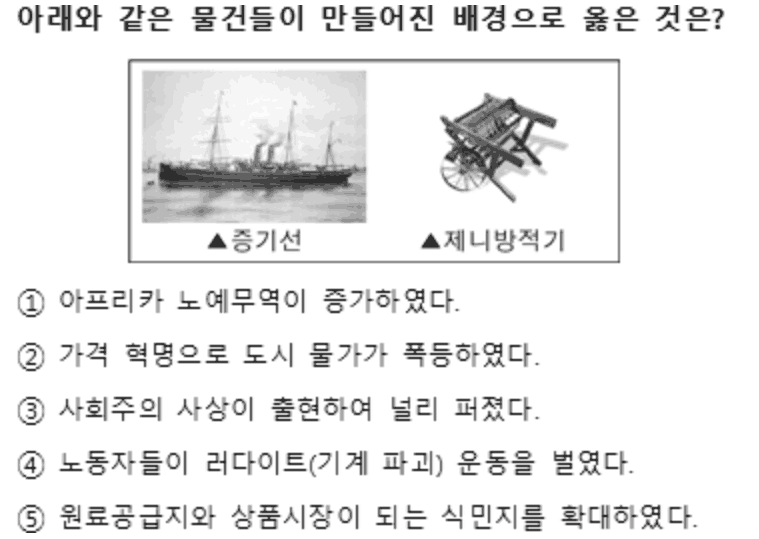 아래와 같은 물건들이 만들어진 배경으로 옳은 것은?
▲증기선 ▲제니방적기
① 아프리카 노예무역이 증가하였다.
② 가격 혁명으로 도시 물가가 폭등하였다.
③ 사회주의 사상이 출현하여 널리 퍼졌다.
④ 노동자들이 러다이트(기계 파괴) 운동을 벌였다.
⑤ 원료공급지와 상품시장이 되는 식민지를 확대하였다.